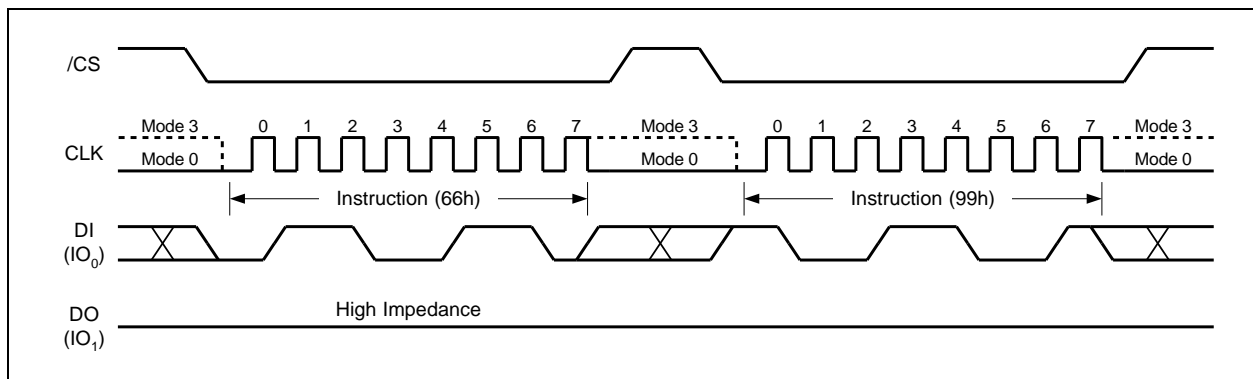 /CS
Mode 3 0 1 2 3 4 5 6 7 Mode 3 0 1 2 3 4 5 6 7 Mode 3
CLK
Mode 0 Mode 0 Mode 0
Instruction (66h) Instruction (99h)
DI
(IO₀)
High Impedance
DO
(IO₁)